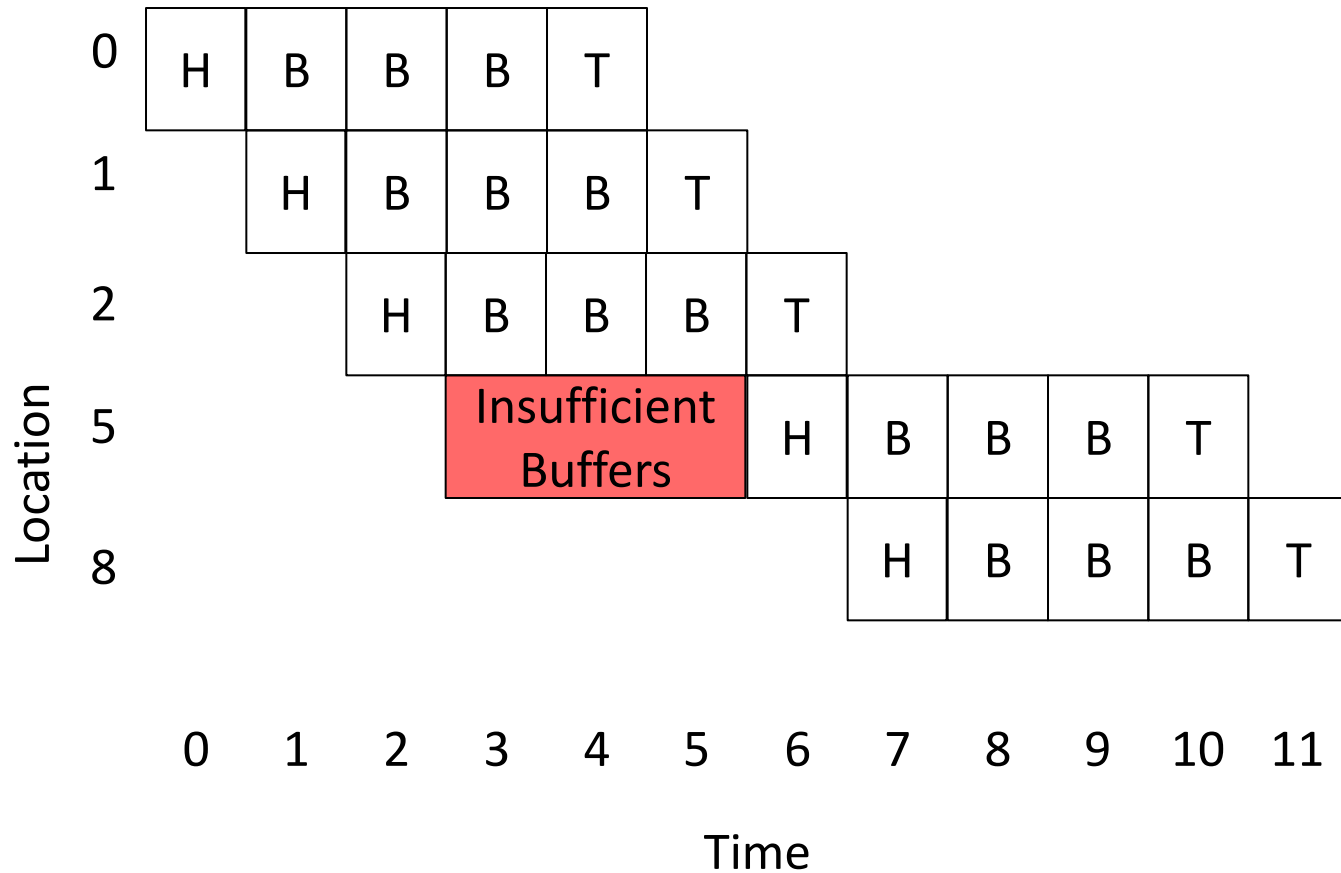 0 H B B B T
1 H B B B T
2 H B B B T
5 Insufficient Buffers H B B B T
8 H B B B T
Location
0 1 2 3 4 5 6 7 8 9 10 11
Time